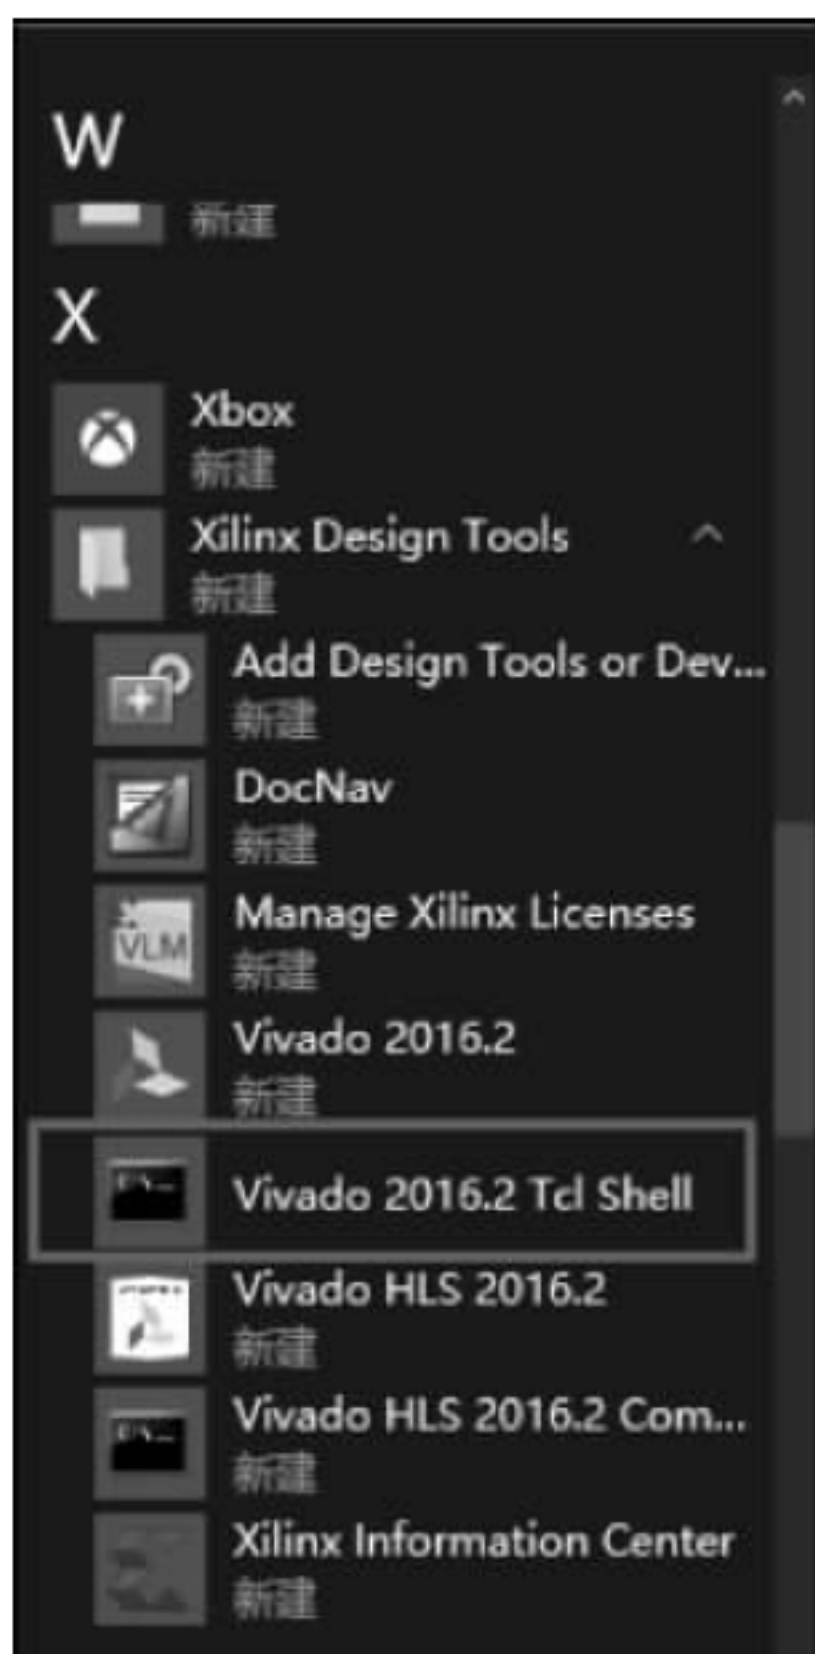 W
新建
X
Xbox
新建
Xilinx Design Tools
新建
Add Design Tools or Dev...
新建
DocNav
新建
VLM
Manage Xilinx Licenses
新建
Vivado 2016.2
新建
Vivado 2016.2 Tcl Shell
Vivado HLS 2016.2
新建
Vivado HLS 2016.2 Com...
新建
Xilinx Information Center
新建